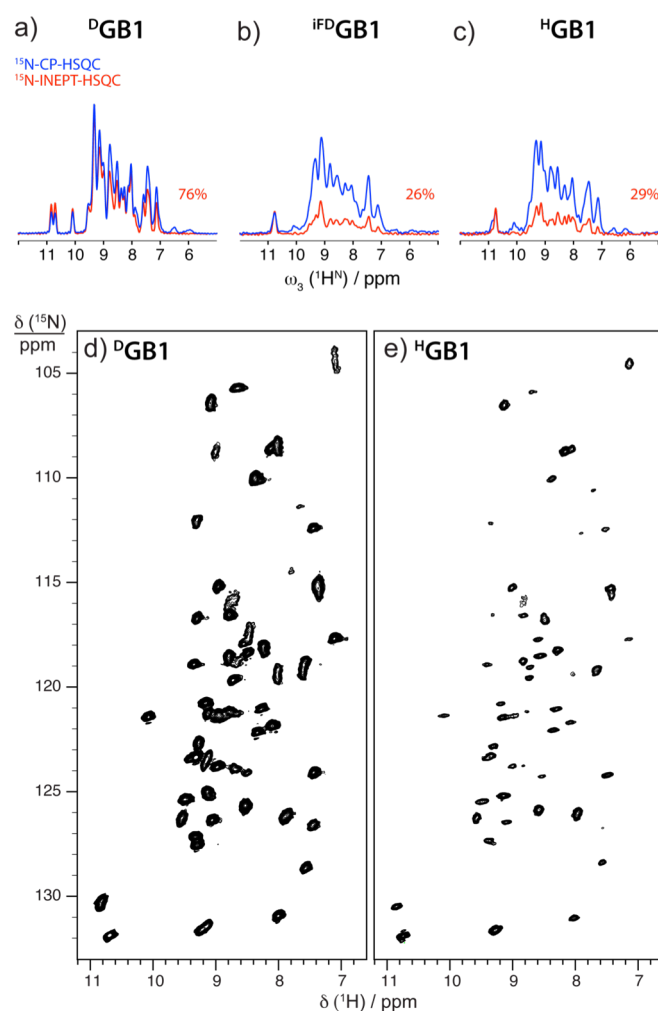 a) ᴰGB1 b) ⁱᶠᴰGB1 c) ᴴGB1
¹⁵N-CP-HSQC
¹⁵N-INEPT-HSQC
76% 26% 29%
11 10 9 8 7 6 11 10 9 8 7 6 11 10 9 8 7 6
ω₃ (¹Hᴺ) / ppm
δ (¹⁵N)
ppm
d) ᴰGB1 e) ᴴGB1
105
110
115
120
125
130
11 10 9 8 7 11 10 9 8 7
δ (¹H) / ppm